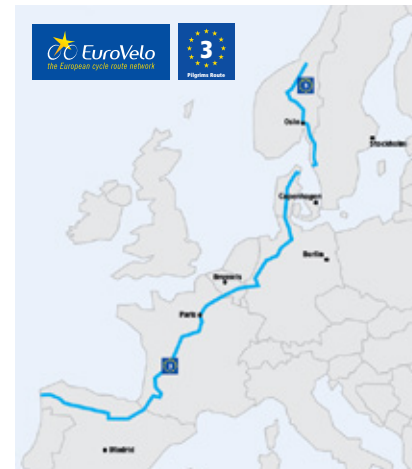 EuroVelo
the European cycle route network
3
Pilgrims Route
Oslo
Stockholm
Copenhagen
Berlin
Brussels
Paris
Madrid